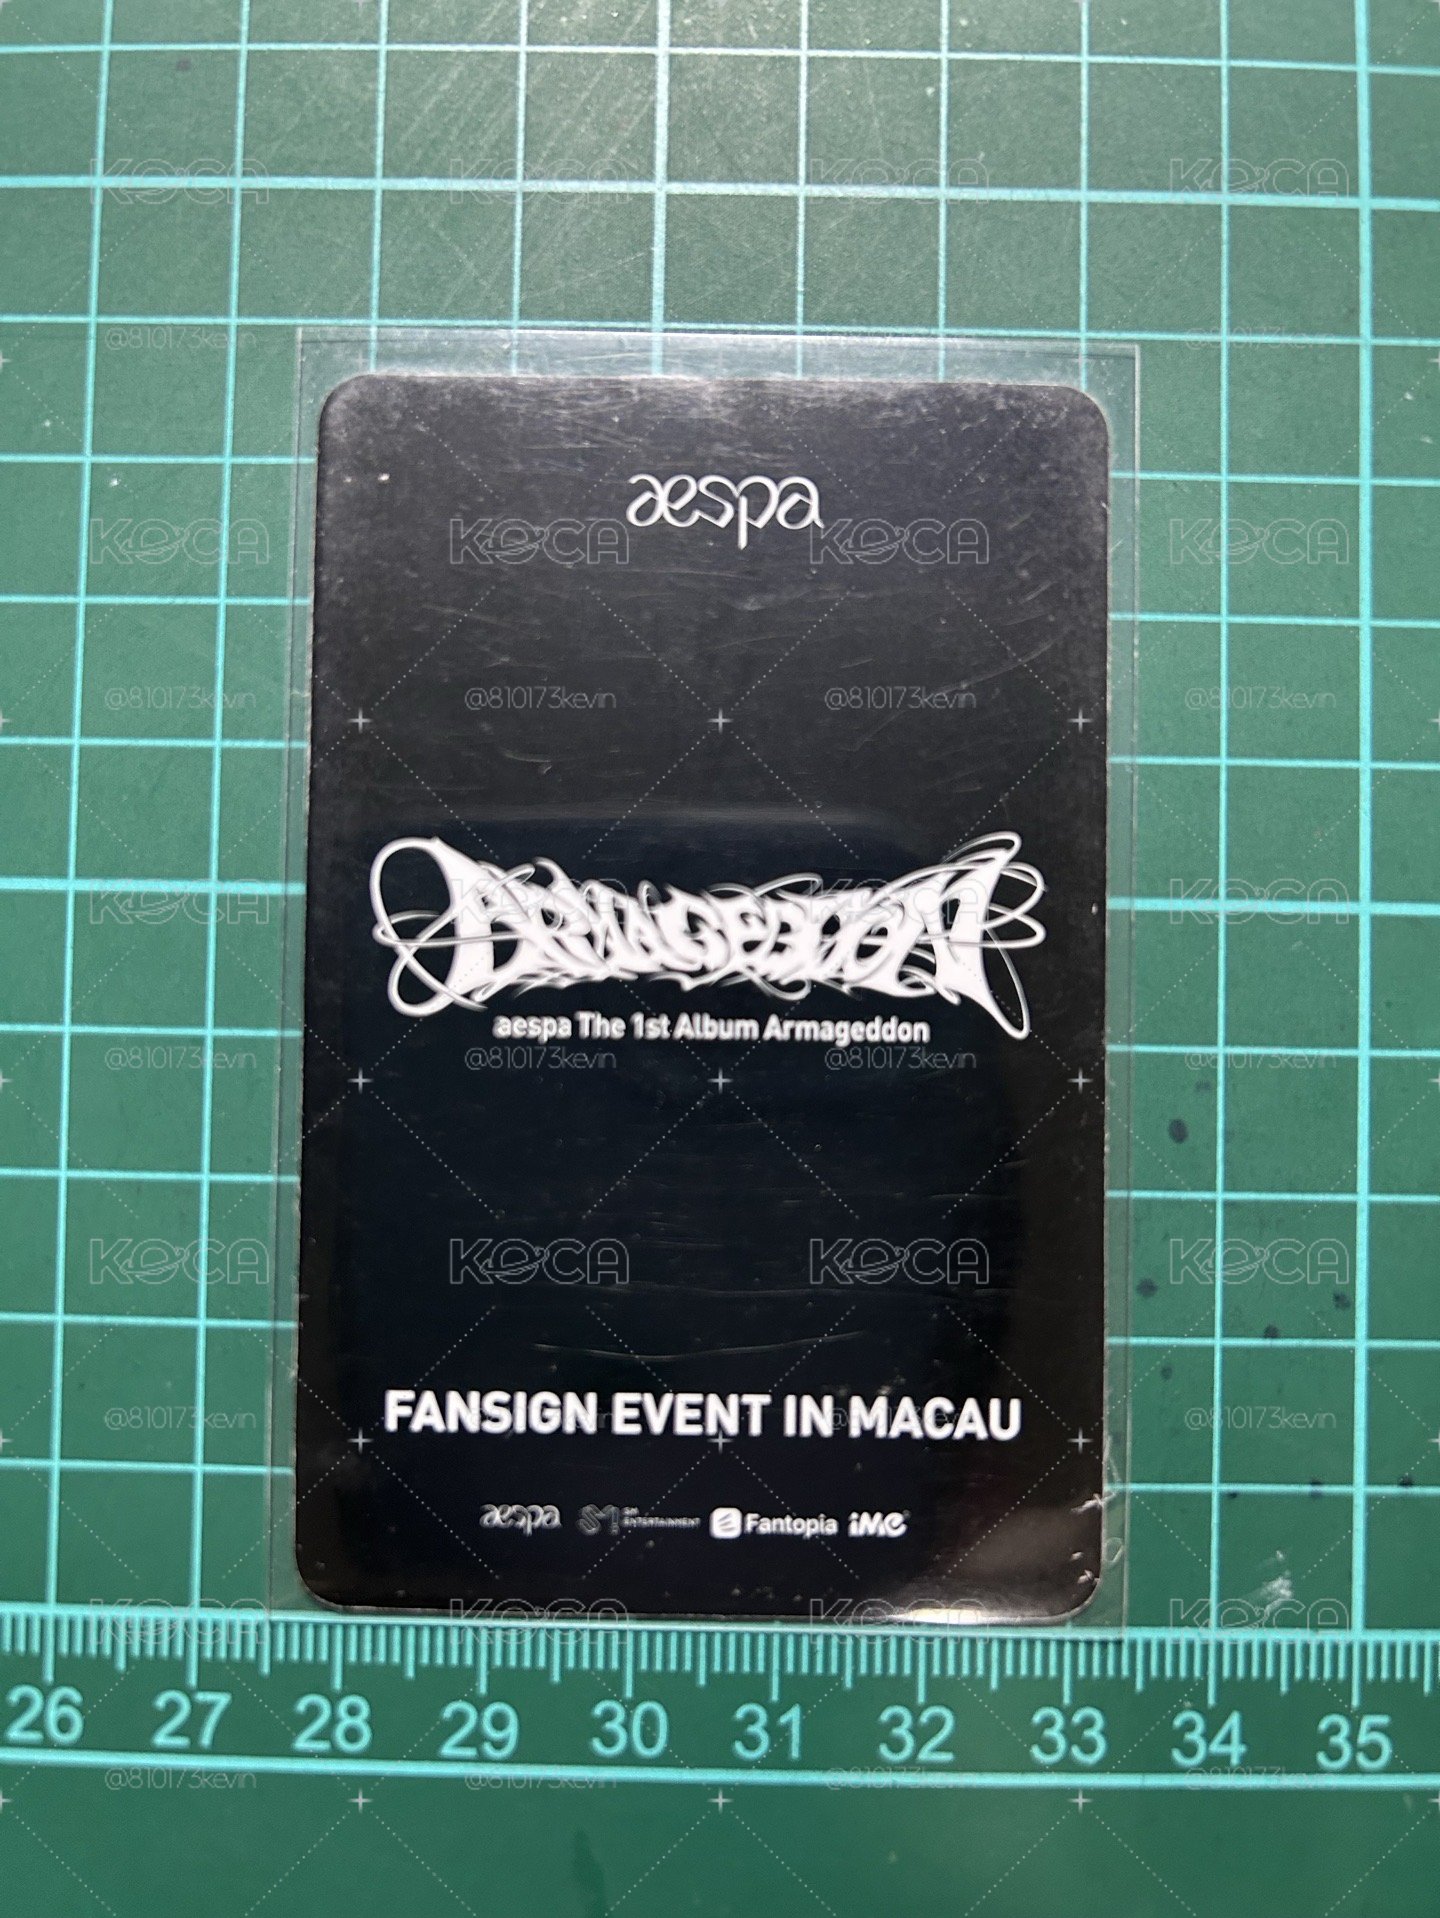 aespa
ARMAGEDDON
aespa The 1st Album Armageddon
FANSIGN EVENT IN MACAU
aespa SM ENTERTAINMENT Fantopia iMe
26 27 28 29 30 31 32 33 34 35
KOCA
@810173kevin